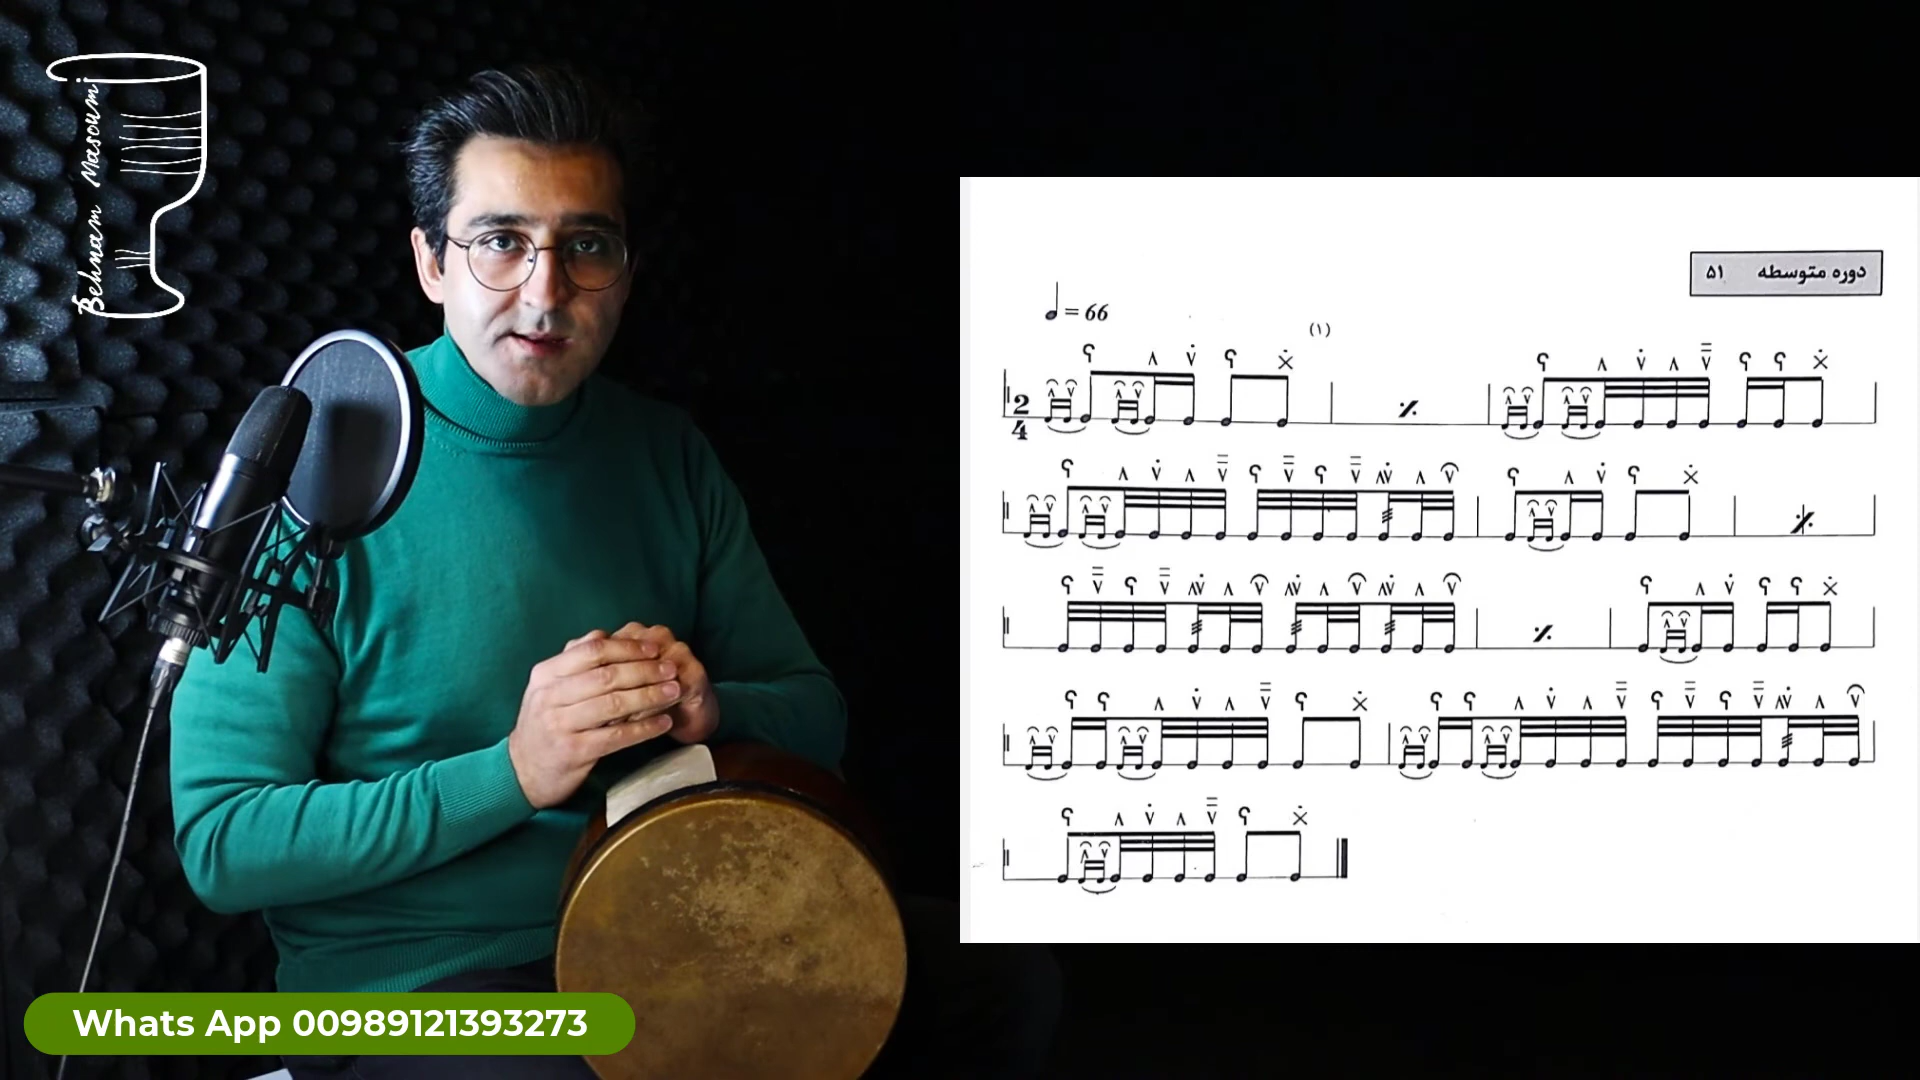 Behnam Masoumi
دوره متوسطه ۵۱
= 66
(۱)
2
4
Whats App 00989121393273